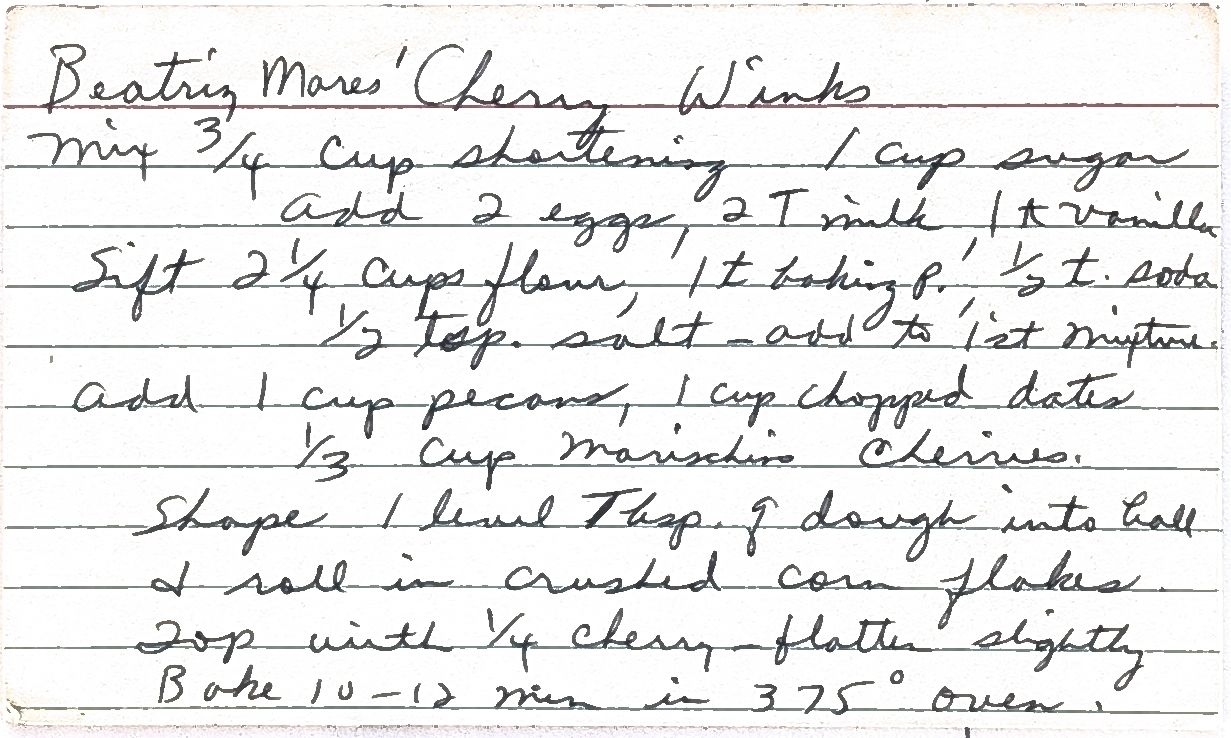 Beatriz Mares' Cherry Winks
Mix 3/4 Cup shortening 1 cup sugar
add 2 eggs, 2 T milk, 1 t vanilla
Sift 2 1/4 Cups flour, 1 t baking p., 1/2 t. soda
1/2 tsp. salt - add to 1st mixture.
add 1 cup pecans, 1 cup chopped dates
1/3 cup Marischino Cherries.
Shape 1 level Tbsp. of dough into ball
& roll in crushed corn flakes.
Top with 1/4 cherry - flatten slightly
Bake 10-12 min in 375° oven.